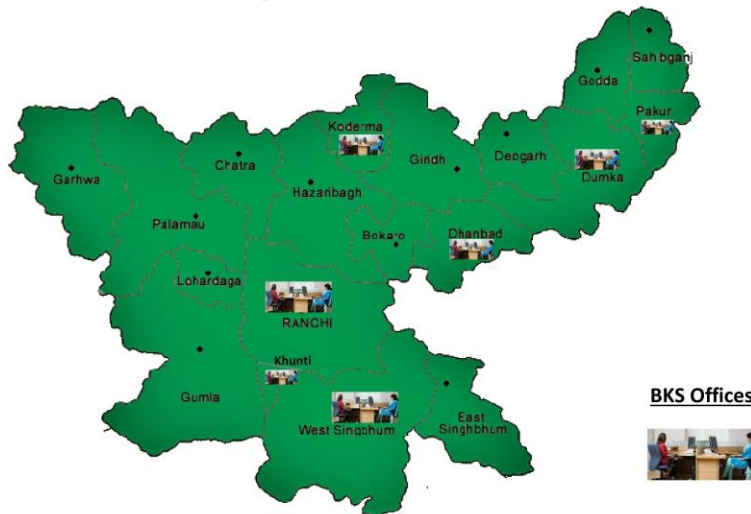 Sahibganj
Godda
Pakur
Koderma
Chatra
Giridh
Deogarh
Garhwa
Dumka
Hazaribagh
Palamau
Bokaro
Dhanbad
Lohardaga
RANCHI
Khunti
Gumla
West Singbhum
East
Singhbhum
BKS Offices